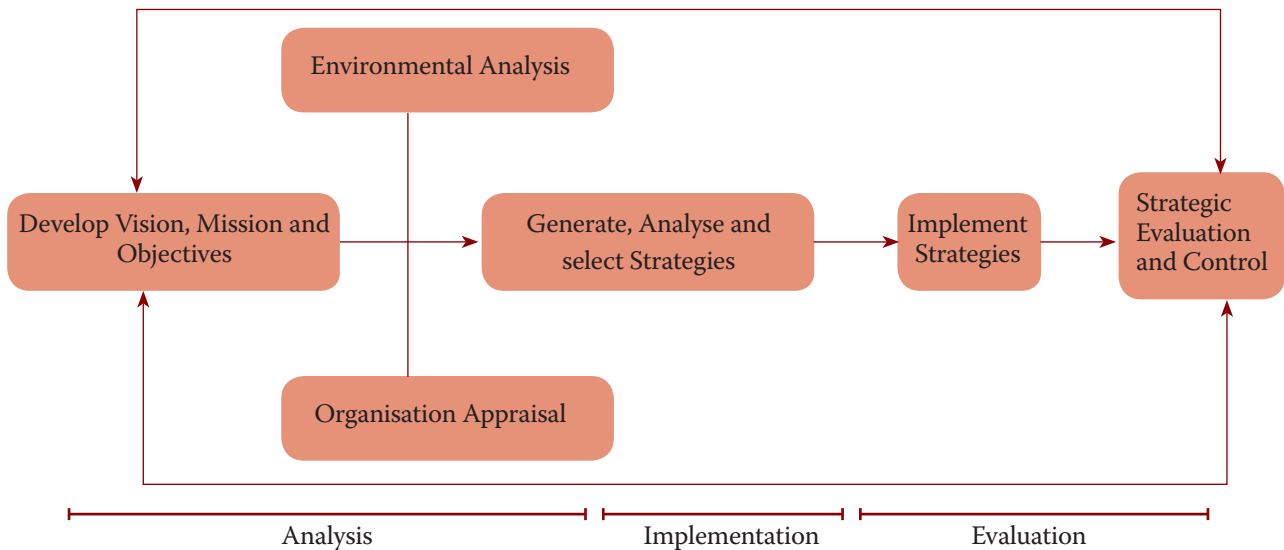 Environmental Analysis
Develop Vision, Mission and
Objectives
Generate, Analyse and
select Strategies
Implement
Strategies
Strategic
Evaluation
and Control
Organisation Appraisal
Analysis
Implementation
Evaluation